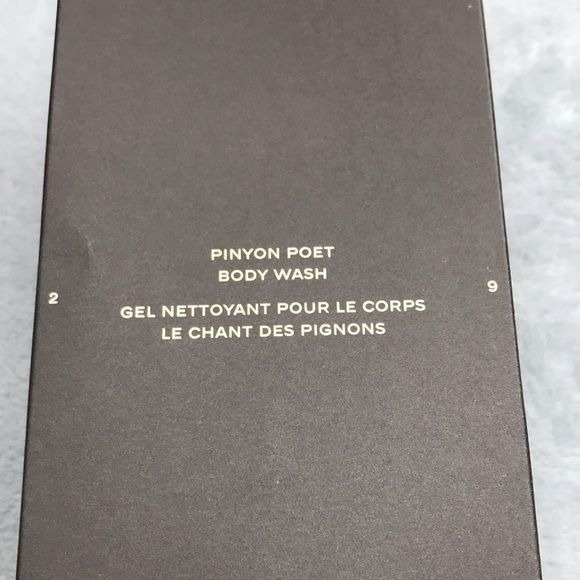 PINYON POET
BODY WASH
2
9
GEL NETTOYANT POUR LE CORPS
LE CHANT DES PIGNONS